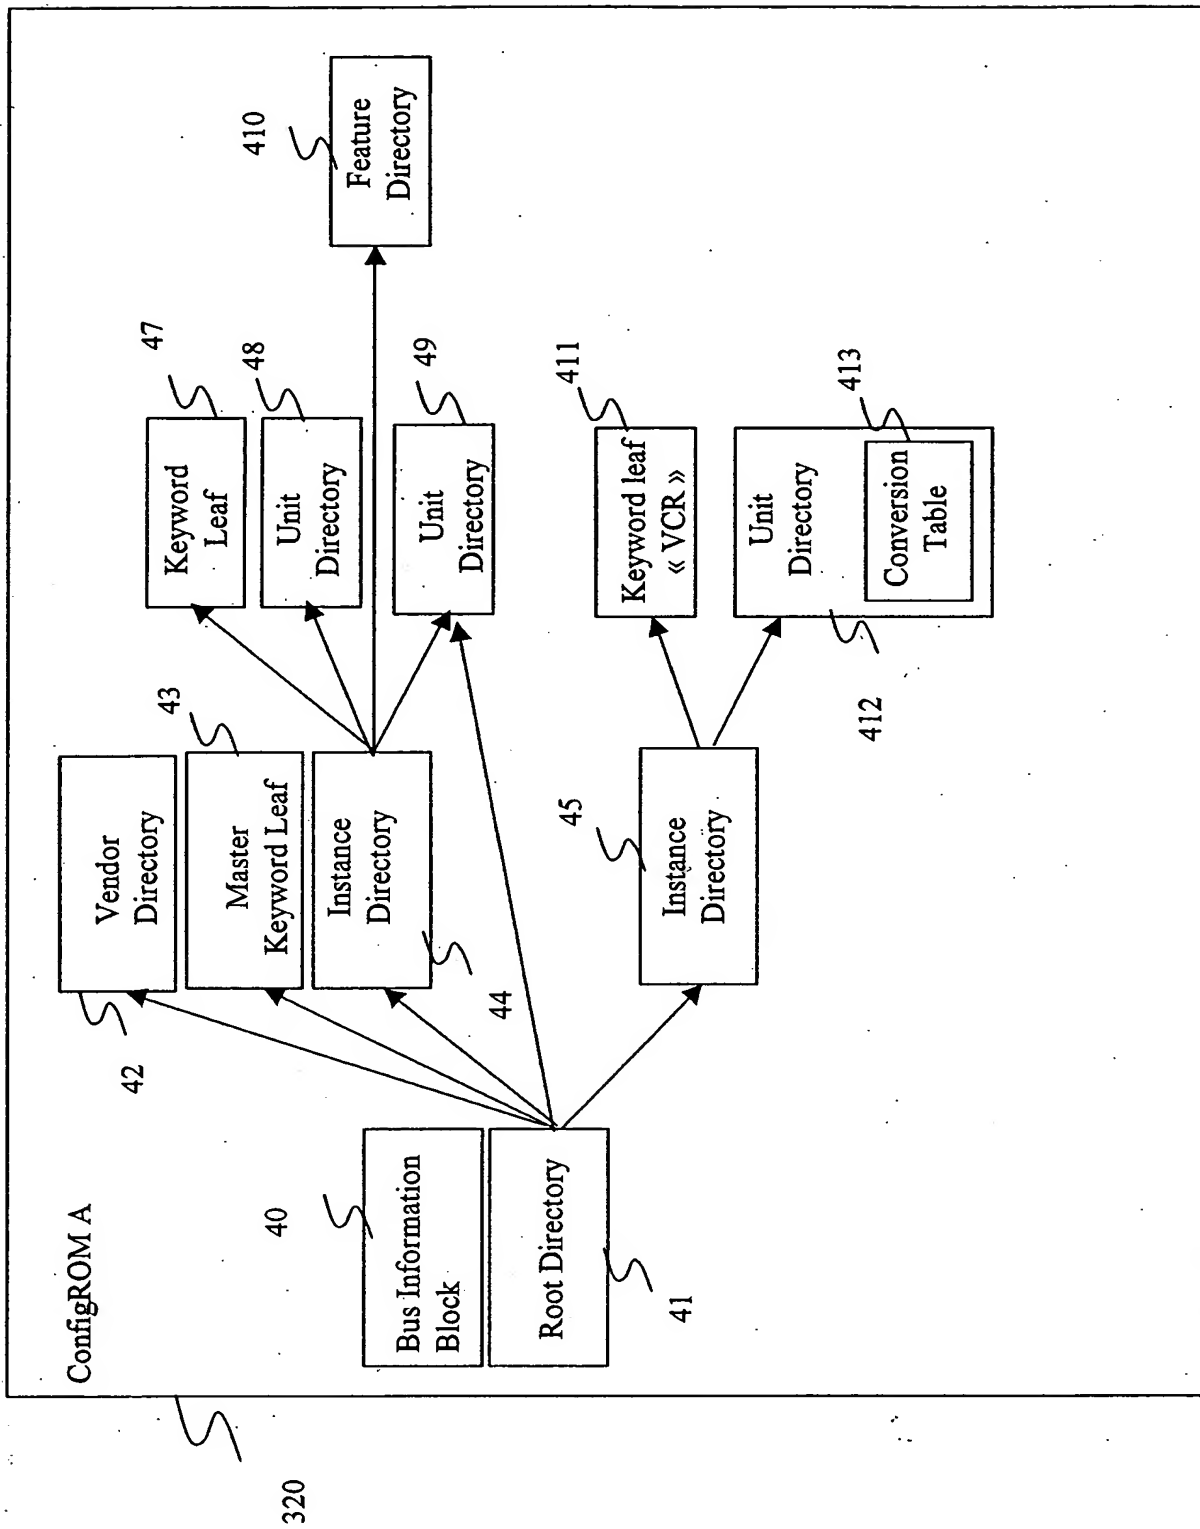 ConfigROM A
320
Bus Information
Block
40
Root Directory
41
Vendor
Directory
42
Master
Keyword Leaf
43
Instance
Directory
44
Instance
Directory
45
Keyword
Leaf
47
Unit
Directory
48
Unit
Directory
49
Feature
Directory
410
Keyword leaf
« VCR »
411
Unit
Directory
412
Conversion
Table
413